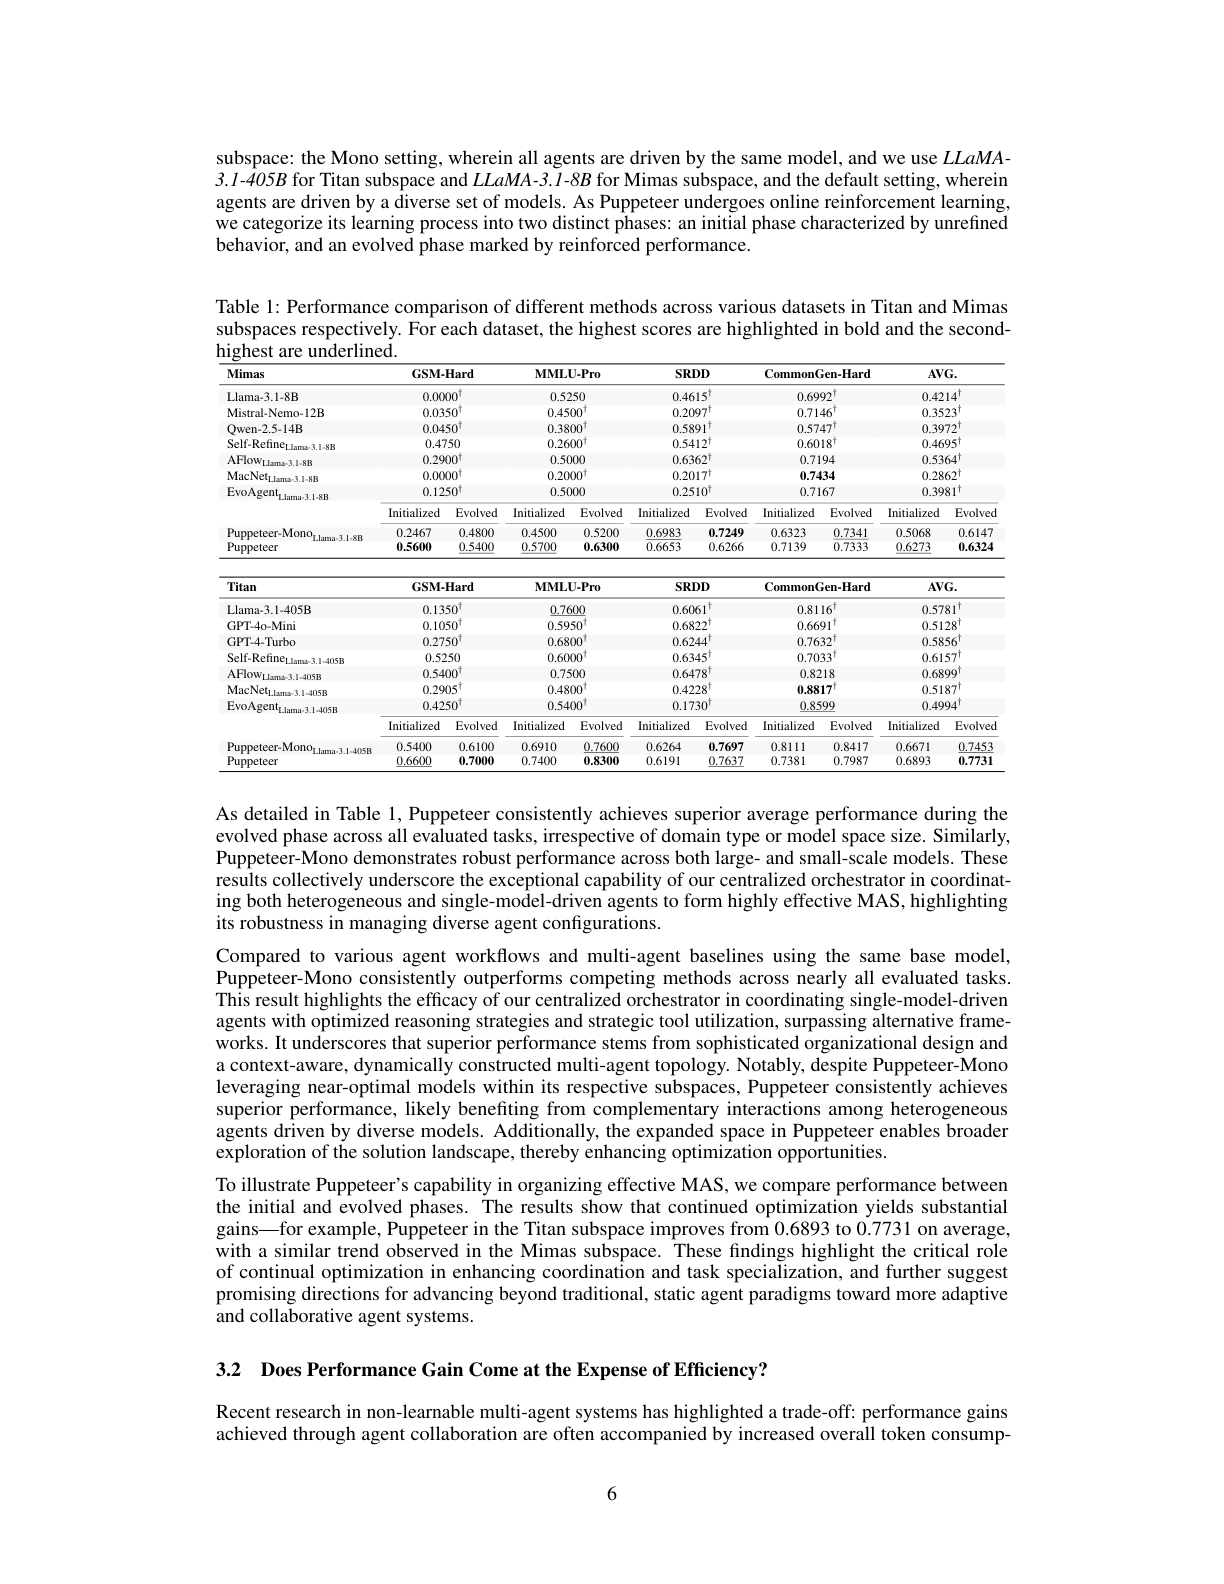 subspace: the Mono setting, wherein all agents are driven by the same model, and we use LLaMA-
3.1-405B for Titan subspace and LLaMA-3.1-8B for Mimas subspace, and the default setting, wherein
agents are driven by a diverse set of models. As Puppeteer undergoes online reinforcement learning,
we categorize its learning process into two distinct phases: an initial phase characterized by unrefined
behavior, and an evolved phase marked by reinforced performance.
Table 1: Performance comparison of different methods across various datasets in Titan and Mimas
subspaces respectively. For each dataset, the highest scores are highlighted in bold and the second-
highest are underlined.
Mimas GSM-Hard MMLU-Pro SRDD CommonGen-Hard AVG.
Llama-3.1-8B 0.0000† 0.5250 0.4615† 0.6992† 0.4214†
Mistral-Nemo-12B 0.0350† 0.4500† 0.2097† 0.7146† 0.3523†
Qwen-2.5-14B 0.0450† 0.3800† 0.5891† 0.5747† 0.3972†
Self-RefineLlama-3.1-8B 0.4750 0.2600† 0.5412† 0.6018† 0.4695†
AFlowLlama-3.1-8B 0.2900† 0.5000 0.6362† 0.7194 0.5364†
MacNetLlama-3.1-8B 0.0000† 0.2000† 0.2017† 0.7434 0.2862†
EvoAgentLlama-3.1-8B 0.1250† 0.5000 0.2510† 0.7167 0.3981†
Initialized Evolved Initialized Evolved Initialized Evolved Initialized Evolved Initialized Evolved
Puppeteer-MonoLlama-3.1-8B 0.2467 0.4800 0.4500 0.5200 0.6983 0.7249 0.6323 0.7341 0.5068 0.6147
Puppeteer 0.5600 0.5400 0.5700 0.6300 0.6653 0.6266 0.7139 0.7333 0.6273 0.6324
Titan GSM-Hard MMLU-Pro SRDD CommonGen-Hard AVG.
Llama-3.1-405B 0.1350† 0.7600 0.6061† 0.8116† 0.5781†
GPT-4o-Mini 0.1050† 0.5950† 0.6822† 0.6691† 0.5128†
GPT-4-Turbo 0.2750† 0.6800† 0.6244† 0.7632† 0.5856†
Self-RefineLlama-3.1-405B 0.5250 0.6000† 0.6345† 0.7033† 0.6157†
AFlowLlama-3.1-405B 0.5400† 0.7500 0.6478† 0.8218 0.6899†
MacNetLlama-3.1-405B 0.2905† 0.4800† 0.4228† 0.8817† 0.5187†
EvoAgentLlama-3.1-405B 0.4250† 0.5400† 0.1730† 0.8599 0.4994†
Initialized Evolved Initialized Evolved Initialized Evolved Initialized Evolved Initialized Evolved
Puppeteer-MonoLlama-3.1-405B 0.5400 0.6100 0.6910 0.7600 0.6264 0.7697 0.8111 0.8417 0.6671 0.7453
Puppeteer 0.6600 0.7000 0.7400 0.8300 0.6191 0.7637 0.7381 0.7987 0.6893 0.7731
As detailed in Table 1, Puppeteer consistently achieves superior average performance during the
evolved phase across all evaluated tasks, irrespective of domain type or model space size. Similarly,
Puppeteer-Mono demonstrates robust performance across both large- and small-scale models. These
results collectively underscore the exceptional capability of our centralized orchestrator in coordinat-
ing both heterogeneous and single-model-driven agents to form highly effective MAS, highlighting
its robustness in managing diverse agent configurations.
Compared to various agent workflows and multi-agent baselines using the same base model,
Puppeteer-Mono consistently outperforms competing methods across nearly all evaluated tasks.
This result highlights the efficacy of our centralized orchestrator in coordinating single-model-driven
agents with optimized reasoning strategies and strategic tool utilization, surpassing alternative frame-
works. It underscores that superior performance stems from sophisticated organizational design and
a context-aware, dynamically constructed multi-agent topology. Notably, despite Puppeteer-Mono
leveraging near-optimal models within its respective subspaces, Puppeteer consistently achieves
superior performance, likely benefiting from complementary interactions among heterogeneous
agents driven by diverse models. Additionally, the expanded space in Puppeteer enables broader
exploration of the solution landscape, thereby enhancing optimization opportunities.
To illustrate Puppeteer's capability in organizing effective MAS, we compare performance between
the initial and evolved phases. The results show that continued optimization yields substantial
gains—for example, Puppeteer in the Titan subspace improves from 0.6893 to 0.7731 on average,
with a similar trend observed in the Mimas subspace. These findings highlight the critical role
of continual optimization in enhancing coordination and task specialization, and further suggest
promising directions for advancing beyond traditional, static agent paradigms toward more adaptive
and collaborative agent systems.
3.2 Does Performance Gain Come at the Expense of Efficiency?
Recent research in non-learnable multi-agent systems has highlighted a trade-off: performance gains
achieved through agent collaboration are often accompanied by increased overall token consump-
6